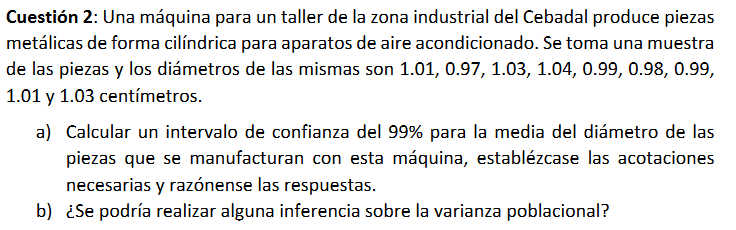 Cuestión 2: Una máquina para un taller de la zona industrial del Cebadal produce piezas
metálicas de forma cilíndrica para aparatos de aire acondicionado. Se toma una muestra
de las piezas y los diámetros de las mismas son 1.01, 0.97, 1.03, 1.04, 0.99, 0.98, 0.99,
1.01 y 1.03 centímetros.
a) Calcular un intervalo de confianza del 99% para la media del diámetro de las
piezas que se manufacturan con esta máquina, establézcase las acotaciones
necesarias y razónense las respuestas.
b) ¿Se podría realizar alguna inferencia sobre la varianza poblacional?